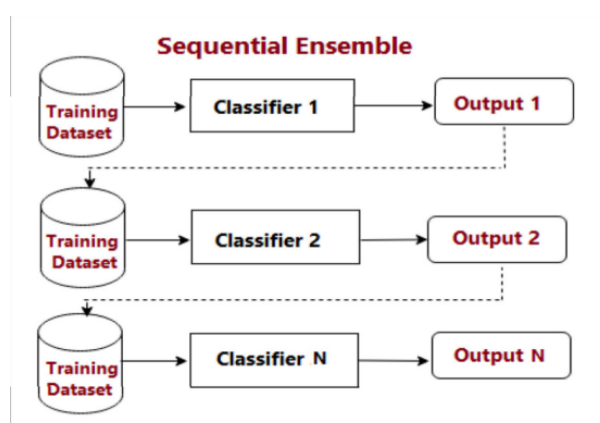 Sequential Ensemble
Training
Dataset
Classifier 1
Output 1
Training
Dataset
Classifier 2
Output 2
Training
Dataset
Classifier N
Output N